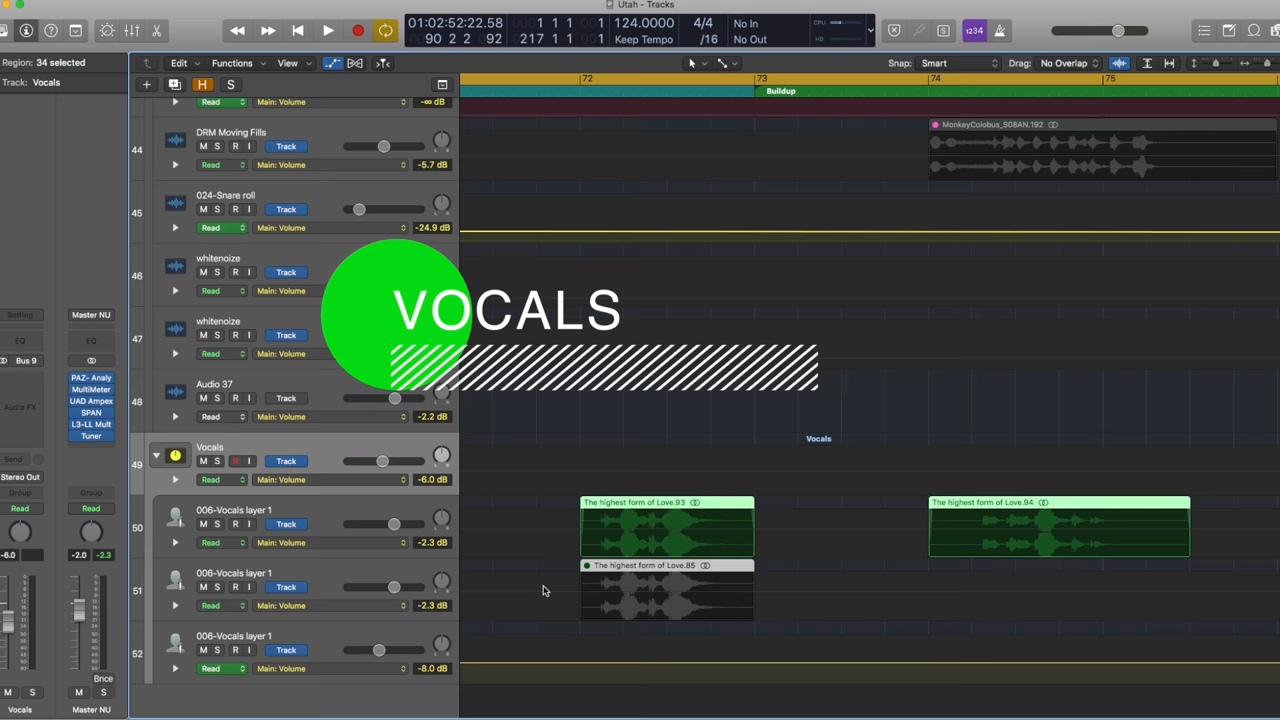 Utah - Tracks
01:02:52:22.58
90 2 2 92
1 1 1
217 1 1 1
124.0000
Keep Tempo
4/4
/16
No In
No Out
CPU
HD
1234
Region: 34 selected
Edit
Functions
View
Snap:
Smart
Drag:
No Overlap
Track: Vocals
H
S
72
73
74
75
Buildup
Read
Main: Volume
-∞ dB
DRM Moving Fills
MonkeyColobus_S08AN.192
44
M S R I
Track
Read
Main: Volume
-5.7 dB
024-Snare roll
45
M S R I
Track
Read
Main: Volume
-24.9 dB
whitenoize
46
M S R I
Track
Read
Main: Volume
VOCALS
whitenoize
47
M S R I
Track
Read
Main: Volume
Audio 37
48
M S R I
Track
Read
Main: Volume
-2.2 dB
Vocals
Vocals
49
M S R I
Track
Read
Main: Volume
-6.0 dB
006-Vocals layer 1
The highest form of Love.93
The highest form of Love.94
50
M S R I
Track
Read
Main: Volume
-2.3 dB
006-Vocals layer 1
The highest form of Love.85
51
M S R I
Track
Read
Main: Volume
-2.3 dB
006-Vocals layer 1
52
M S R I
Track
Read
Main: Volume
-8.0 dB
Setting
Master NU
EQ
EQ
Bus 9
Audio FX
PAZ- Analy
MultiMeter
UAD Ampex
SPAN
L3-LL Mult
Tuner
Send
Stereo Out
Group
Group
Read
Read
-6.0
-2.0
-2.3
Bnce
M S
M S
Vocals
Master NU